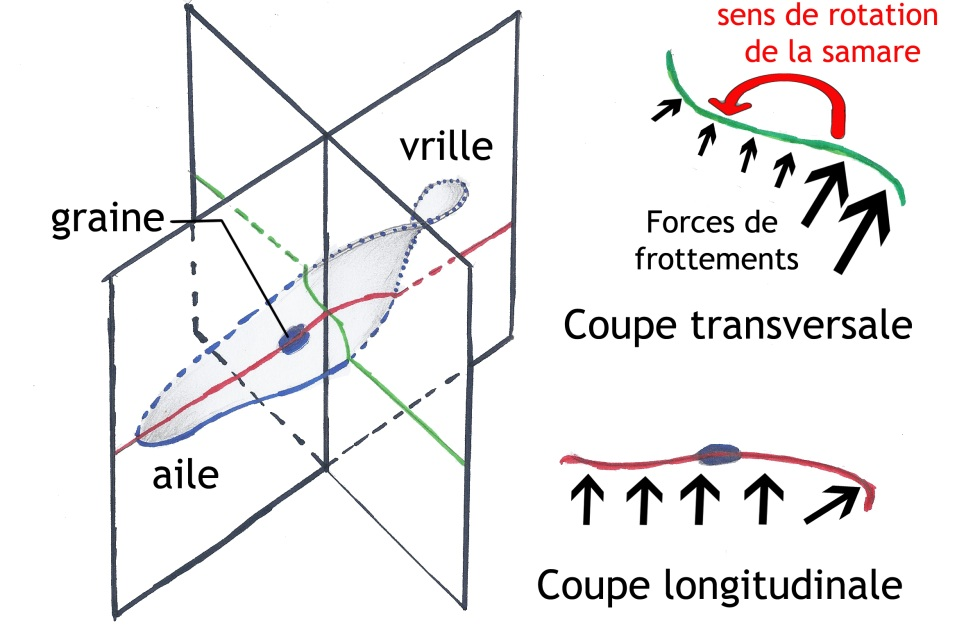 sens de rotation
de la samare
vrille
graine
Forces de
frottements
Coupe transversale
aile
Coupe longitudinale